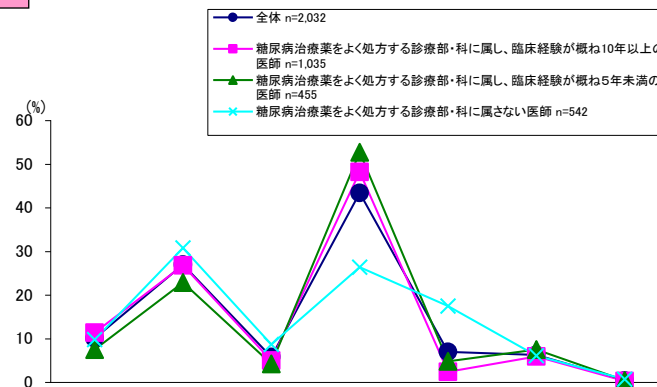 全体 n=2,032
糖尿病治療薬をよく処方する診療部・科に属し、臨床経験が概ね10年以上の
医師 n=1,035
糖尿病治療薬をよく処方する診療部・科に属し、臨床経験が概ね5年未満の
医師 n=455
糖尿病治療薬をよく処方する診療部・科に属さない医師 n=542
(%)
60
50
40
30
20
10
0